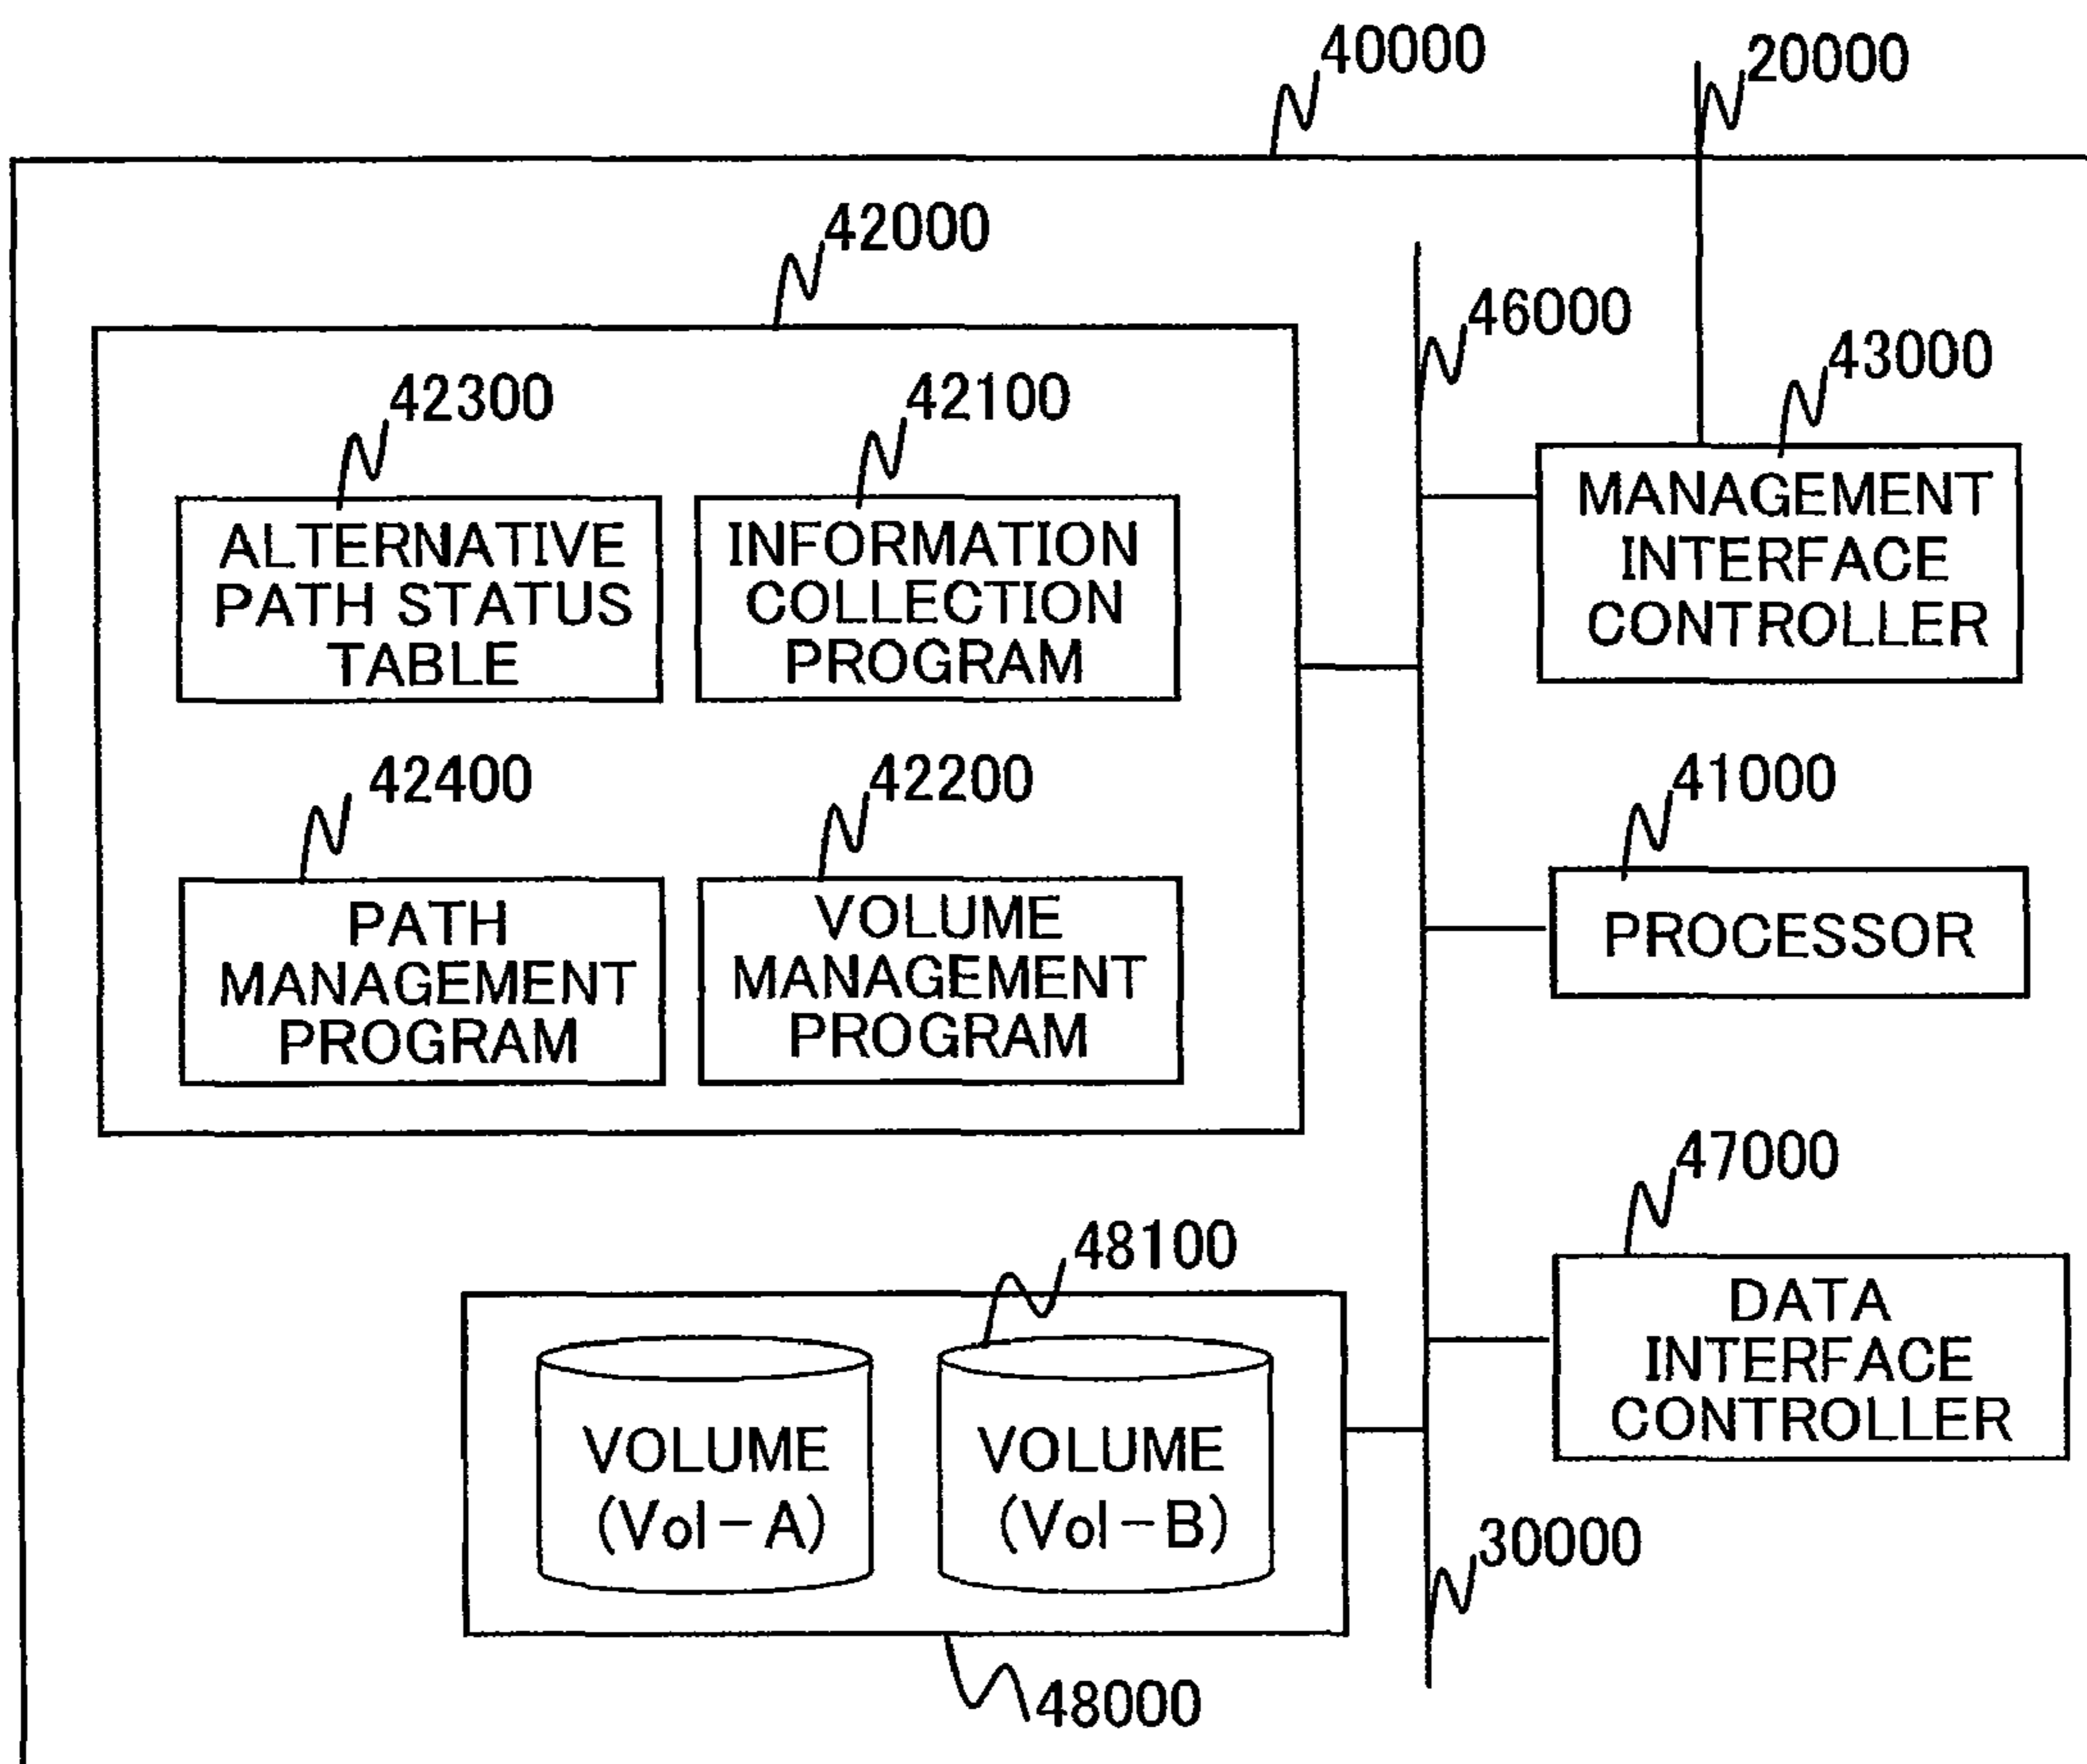 40000
20000
42000
46000
43000
42300
42100
ALTERNATIVE
PATH STATUS
TABLE
INFORMATION
COLLECTION
PROGRAM
MANAGEMENT
INTERFACE
CONTROLLER
42400
42200
41000
PATH
MANAGEMENT
PROGRAM
VOLUME
MANAGEMENT
PROGRAM
PROCESSOR
47000
48100
DATA
INTERFACE
CONTROLLER
VOLUME
(Vol-A)
VOLUME
(Vol-B)
30000
48000